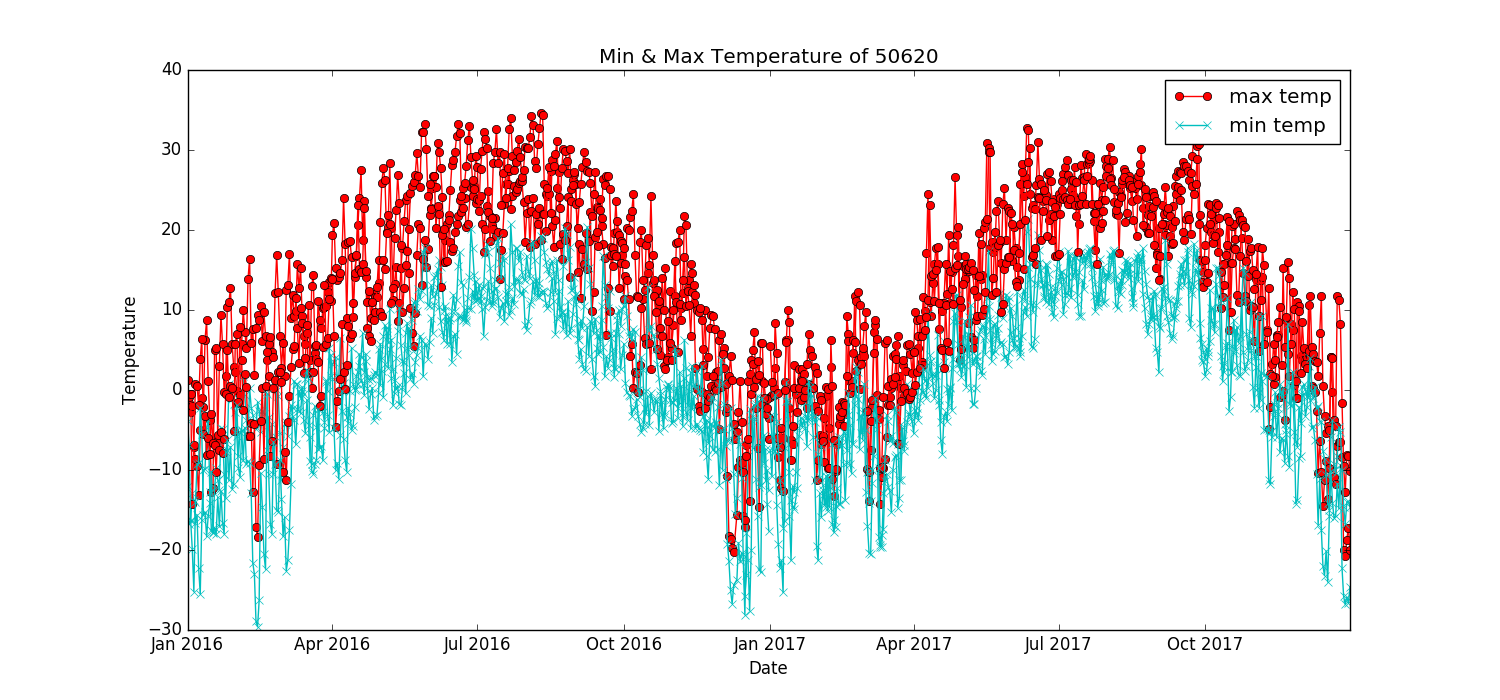 Min & Max Temperature of 50620
40
30
20
10
0
−10
−20
−30
Temperature
max temp
min temp
Jan 2016 Apr 2016 Jul 2016 Oct 2016 Jan 2017 Apr 2017 Jul 2017 Oct 2017
Date